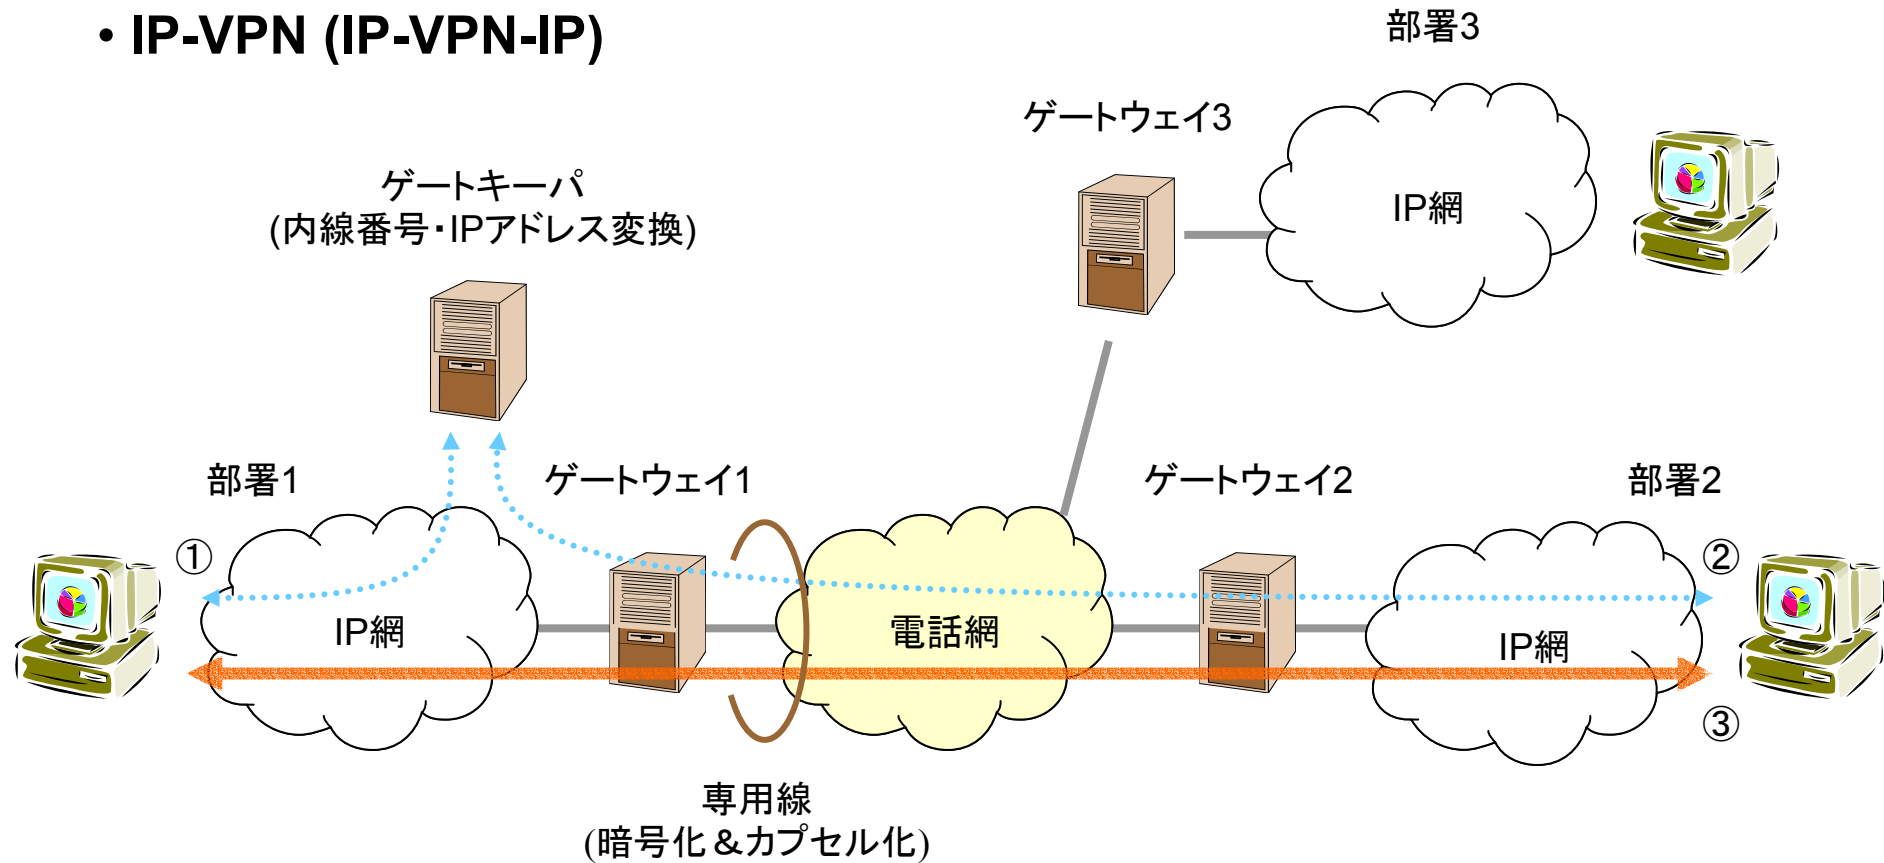 • IP-VPN (IP-VPN-IP)
部署3
ゲートウェイ3
IP網
ゲートキーパ
(内線番号・IPアドレス変換)
部署1
ゲートウェイ1
ゲートウェイ2
部署2
①
②
IP網
電話網
IP網
③
専用線
(暗号化&カプセル化)